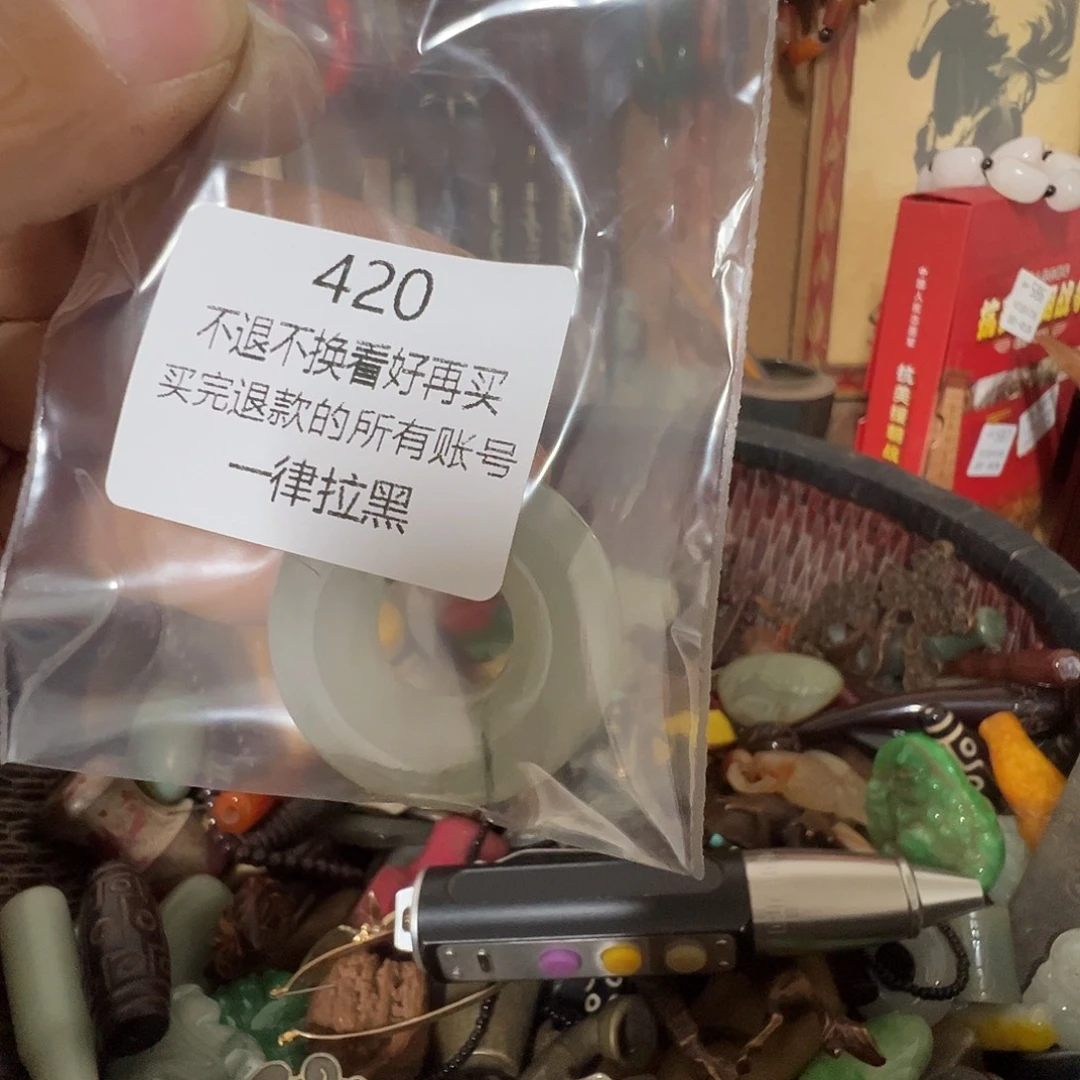 420
不退不换看好再买
买完退款的所有账号
一律拉黑